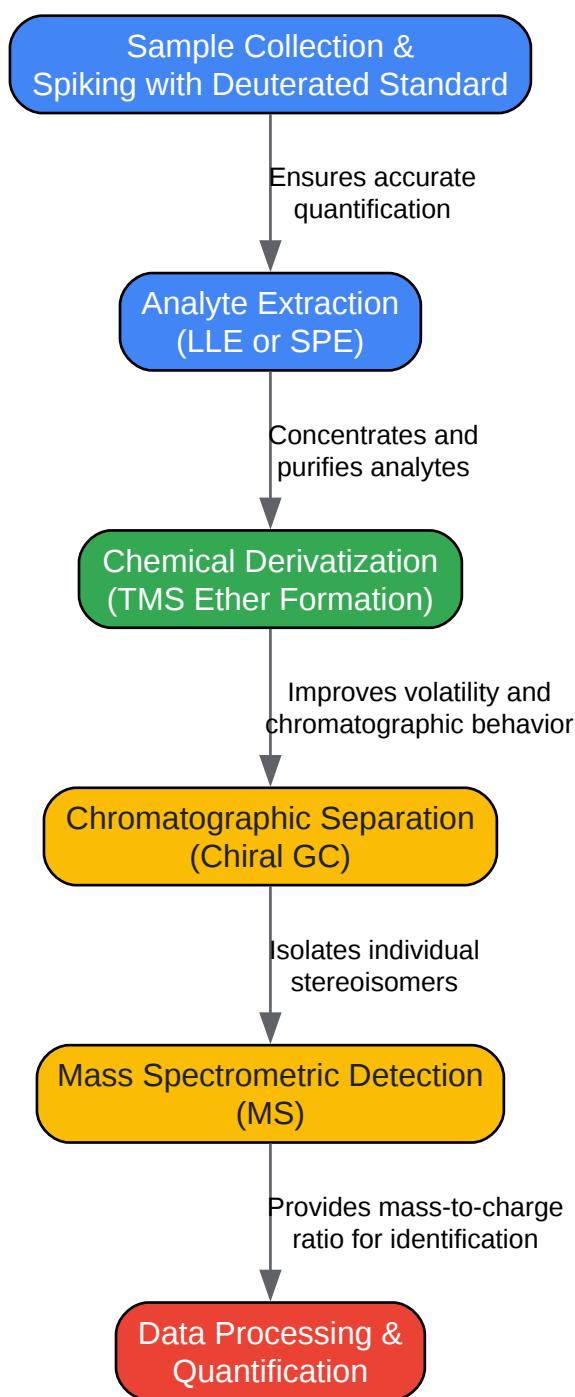 Sample Collection &
Spiking with Deuterated Standard
Ensures accurate
quantification
Analyte Extraction
(LLE or SPE)
Concentrates and
purifies analytes
Chemical Derivatization
(TMS Ether Formation)
Improves volatility and
chromatographic behavior
Chromatographic Separation
(Chiral GC)
Isolates individual
stereoisomers
Mass Spectrometric Detection
(MS)
Provides mass-to-charge
ratio for identification
Data Processing &
Quantification